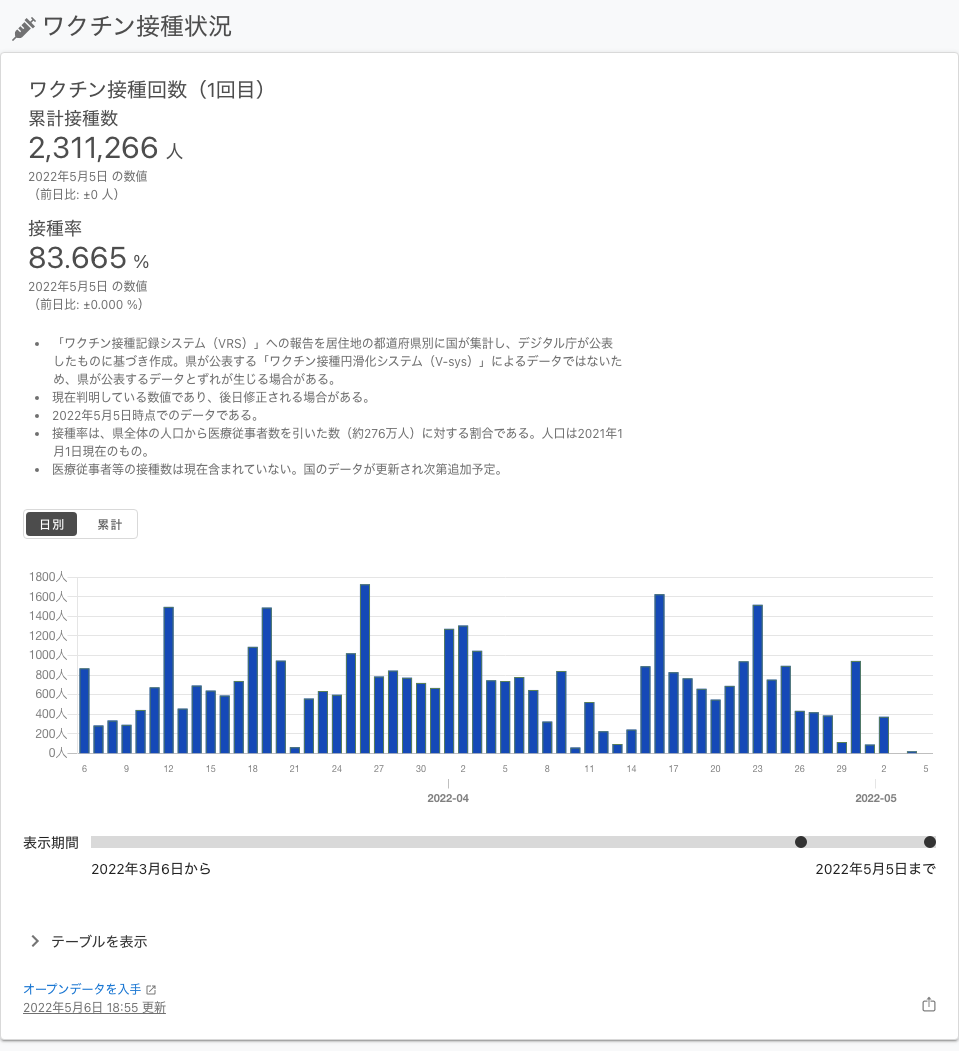 ワクチン接種状況
ワクチン接種回数（1回目）
累計接種数
2,311,266 人
2022年5月5日 の数値
（前日比: ±0 人）
接種率
83.665 %
2022年5月5日 の数値
（前日比: ±0.000 %）
「ワクチン接種記録システム（VRS）」への報告を居住地の都道府県別に国が集計し、デジタル庁が公表
したものに基づき作成。県が公表する「ワクチン接種円滑化システム（V-sys）」によるデータではないた
め、県が公表するデータとずれが生じる場合がある。
現在判明している数値であり、後日修正される場合がある。
2022年5月5日時点でのデータである。
接種率は、県全体の人口から医療従事者数を引いた数（約276万人）に対する割合である。人口は2021年1
月1日現在のもの。
医療従事者等の接種数は現在含まれていない。国のデータが更新され次第追加予定。
日別 累計
1800人
1600人
1400人
1200人
1000人
800人
600人
400人
200人
0人
6 9 12 15 18 21 24 27 30 2 5 8 11 14 17 20 23 26 29 2 5
2022-04 2022-05
表示期間
2022年3月6日から 2022年5月5日まで
テーブルを表示
オープンデータを入手
2022年5月6日 18:55 更新